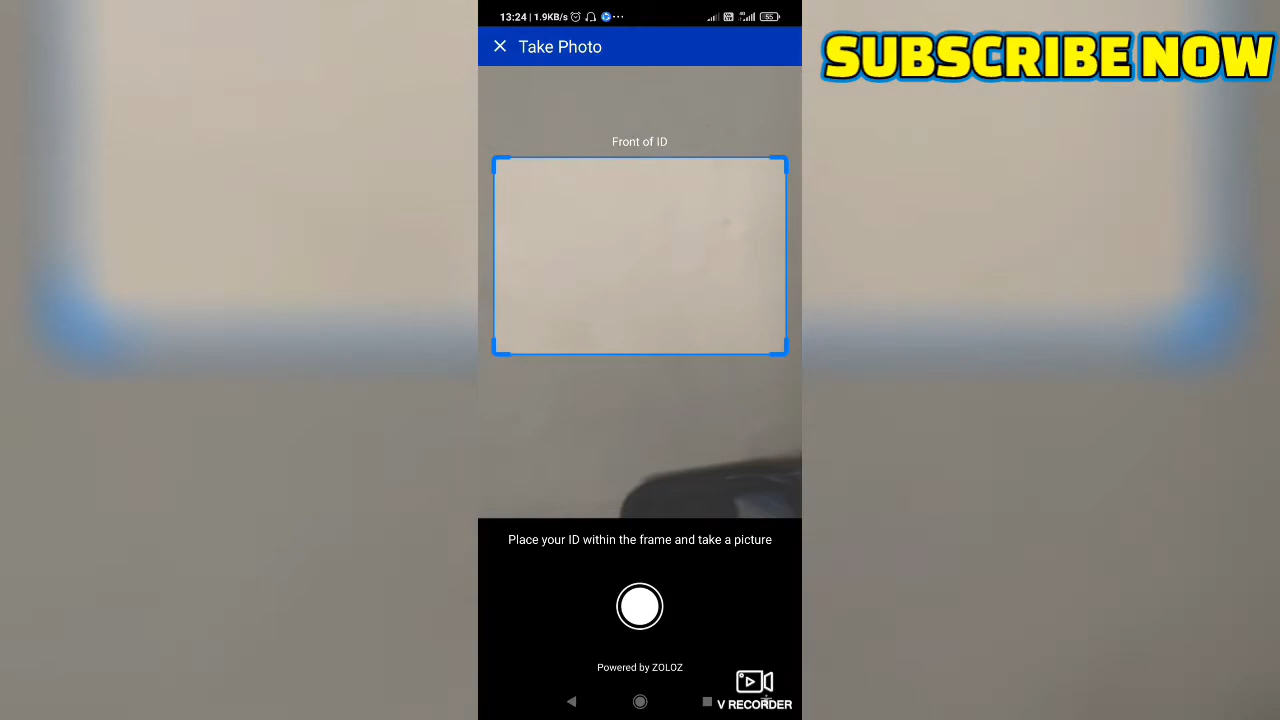 13:24 | 1.9KB/s
SUBSCRIBE NOW
Take Photo
Front of ID
Place your ID within the frame and take a picture
Powered by ZOLOZ
V RECORDER